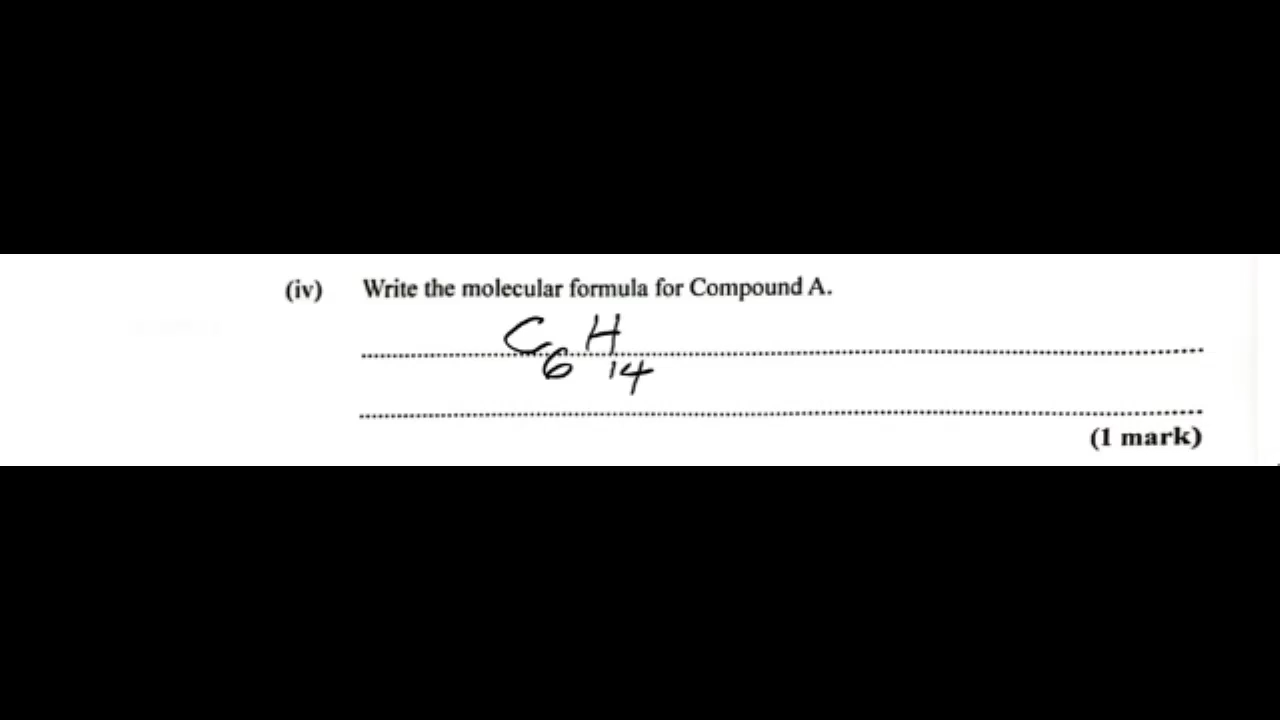 (iv) Write the molecular formula for Compound A.
C6H14
(1 mark)